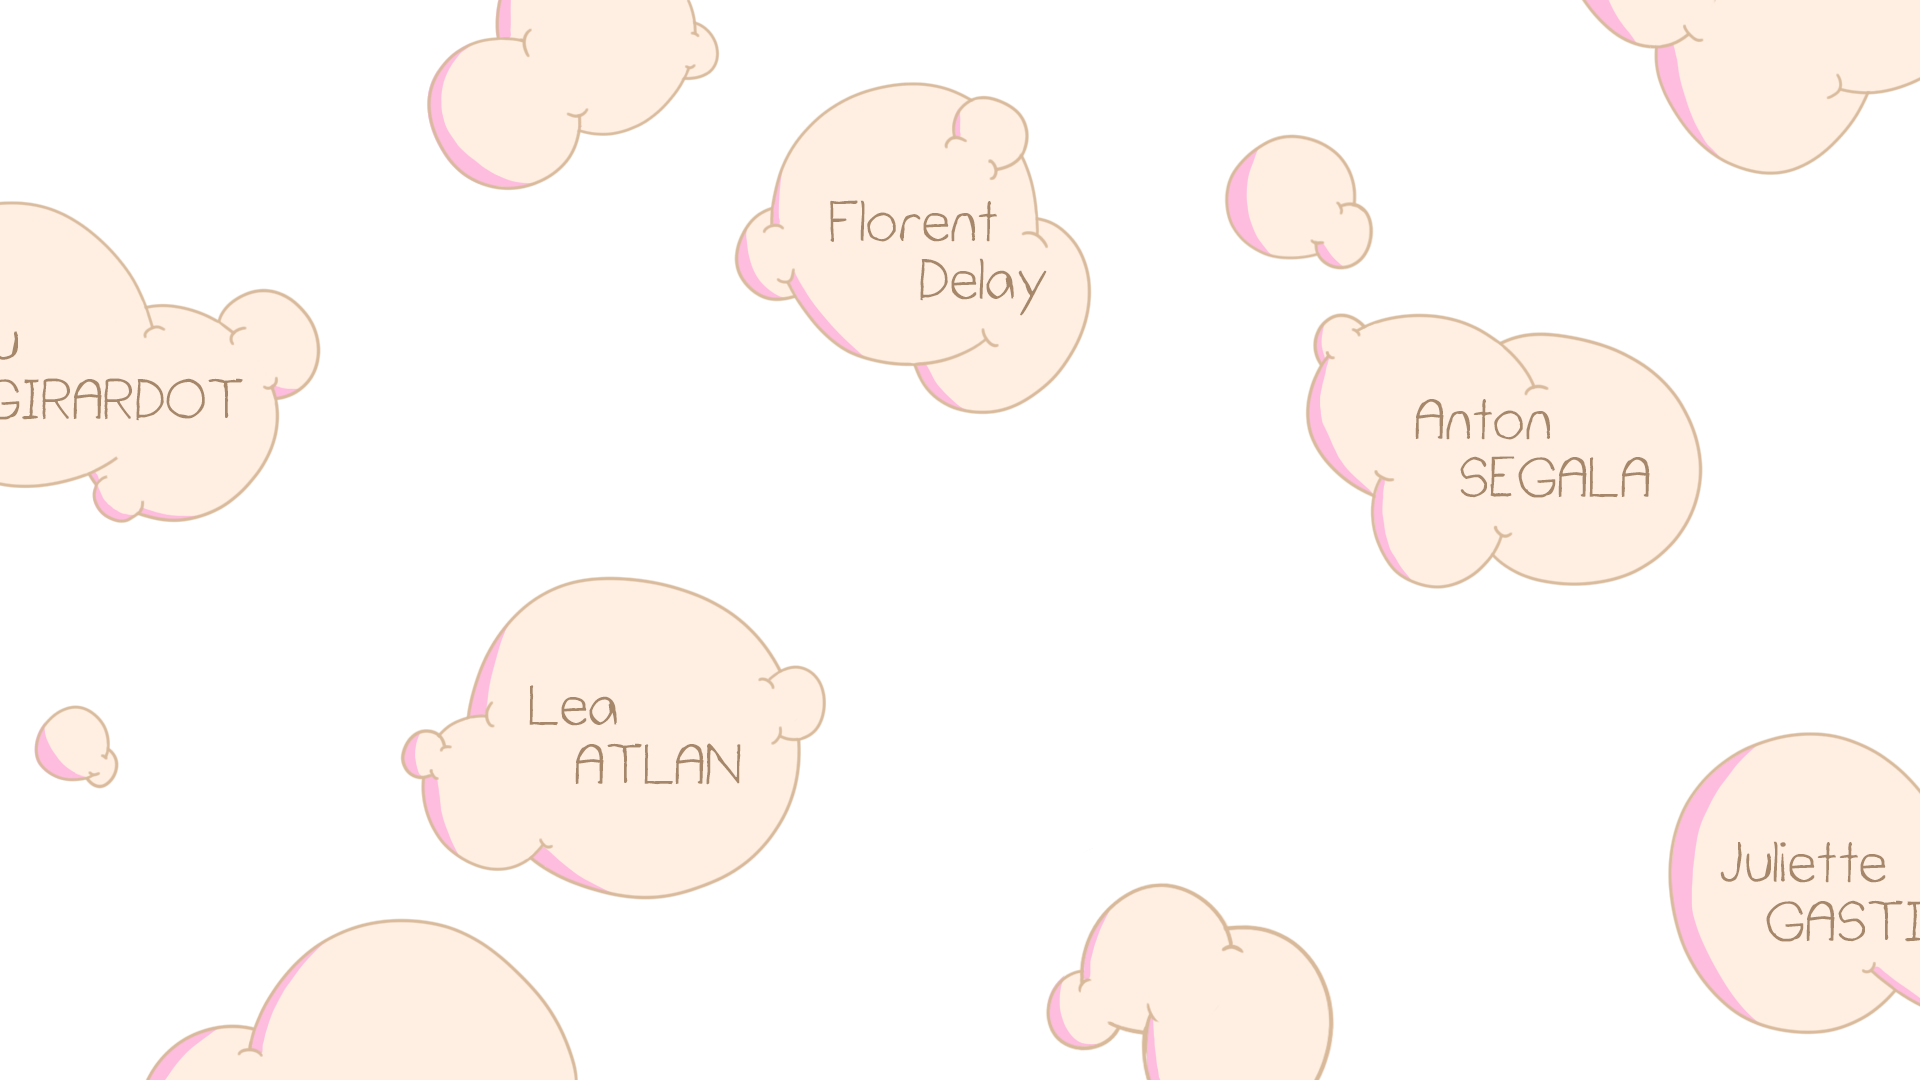 Florent
Delay
GIRARDOT
Anton
SEGALA
Lea
ATLAN
Juliette